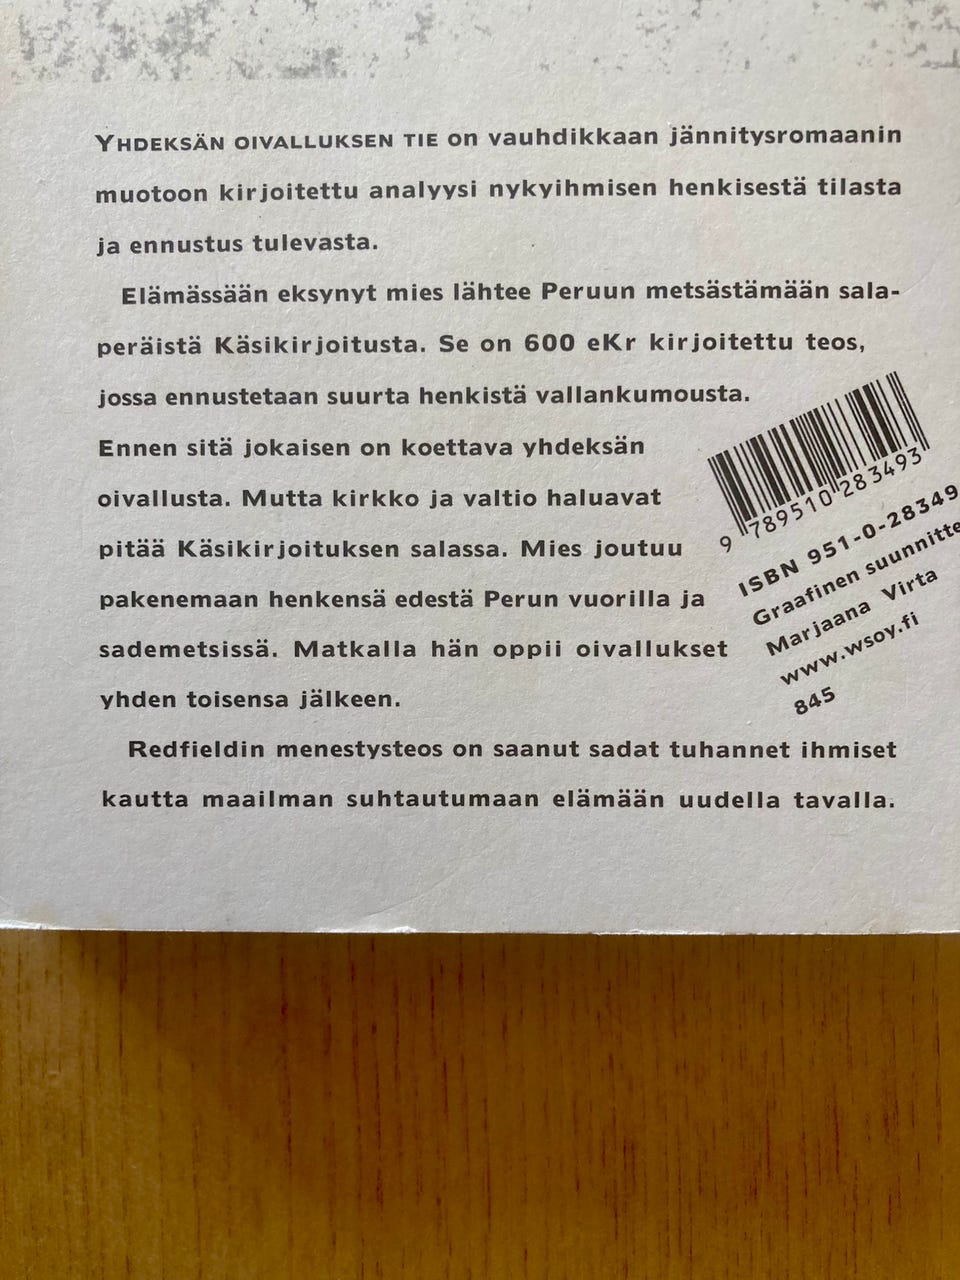 YHDEKSÄN OIVALLUKSEN TIE on vauhdikkaan jännitysromaanin
muotoon kirjoitettu analyysi nykyihmisen henkisestä tilasta
ja ennustus tulevasta.
Elämässään eksynyt mies lähtee Peruun metsästämään sala-
peräistä Käsikirjoitusta. Se on 600 eKr kirjoitettu teos,
jossa ennustetaan suurta henkistä vallankumousta.
Ennen sitä jokaisen on koettava yhdeksän
oivallusta. Mutta kirkko ja valtio haluavat
pitää Käsikirjoituksen salassa. Mies joutuu
pakenemaan henkensä edestä Perun vuorilla ja
sademetsissä. Matkalla hän oppii oivallukset
yhden toisensa jälkeen.
Redfieldin menestysteos on saanut sadat tuhannet ihmiset
kautta maailman suhtautumaan elämään uudella tavalla.
9 789510 283493
ISBN 951-0-28349
Graafinen suunnitte
Marjaana Virta
www.wsoy.fi
845